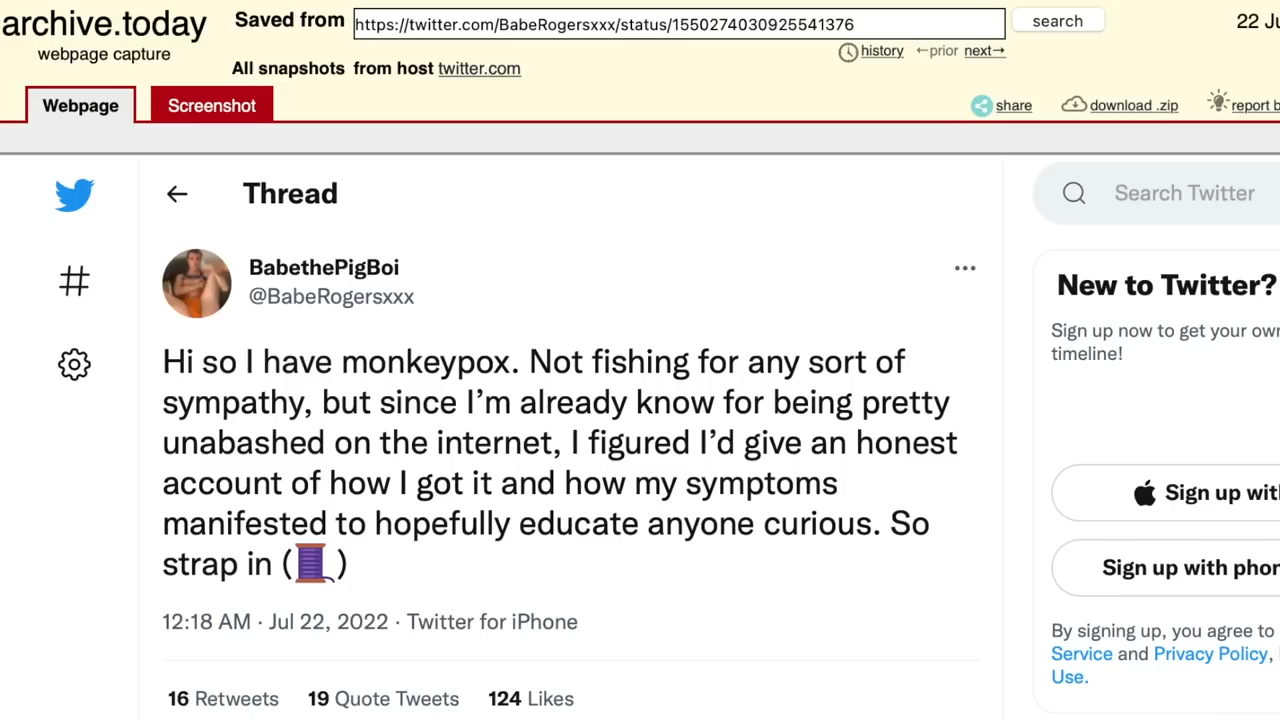 archive.today
webpage capture
Saved from
https://twitter.com/BabeRogersxxx/status/1550274030925541376
search
22 Ju
history
←prior next→
All snapshots from host twitter.com
Webpage
Screenshot
share
download .zip
report b
Thread
Search Twitter
BabethePigBoi
@BabeRogersxxx
Hi so I have monkeypox. Not fishing for any sort of
sympathy, but since I’m already know for being pretty
unabashed on the internet, I figured I’d give an honest
account of how I got it and how my symptoms
manifested to hopefully educate anyone curious. So
strap in (🧵)
12:18 AM · Jul 22, 2022 · Twitter for iPhone
16 Retweets 19 Quote Tweets 124 Likes
New to Twitter?
Sign up now to get your own
timeline!
Sign up with
Sign up with phon
By signing up, you agree to
Service and Privacy Policy, i
Use.